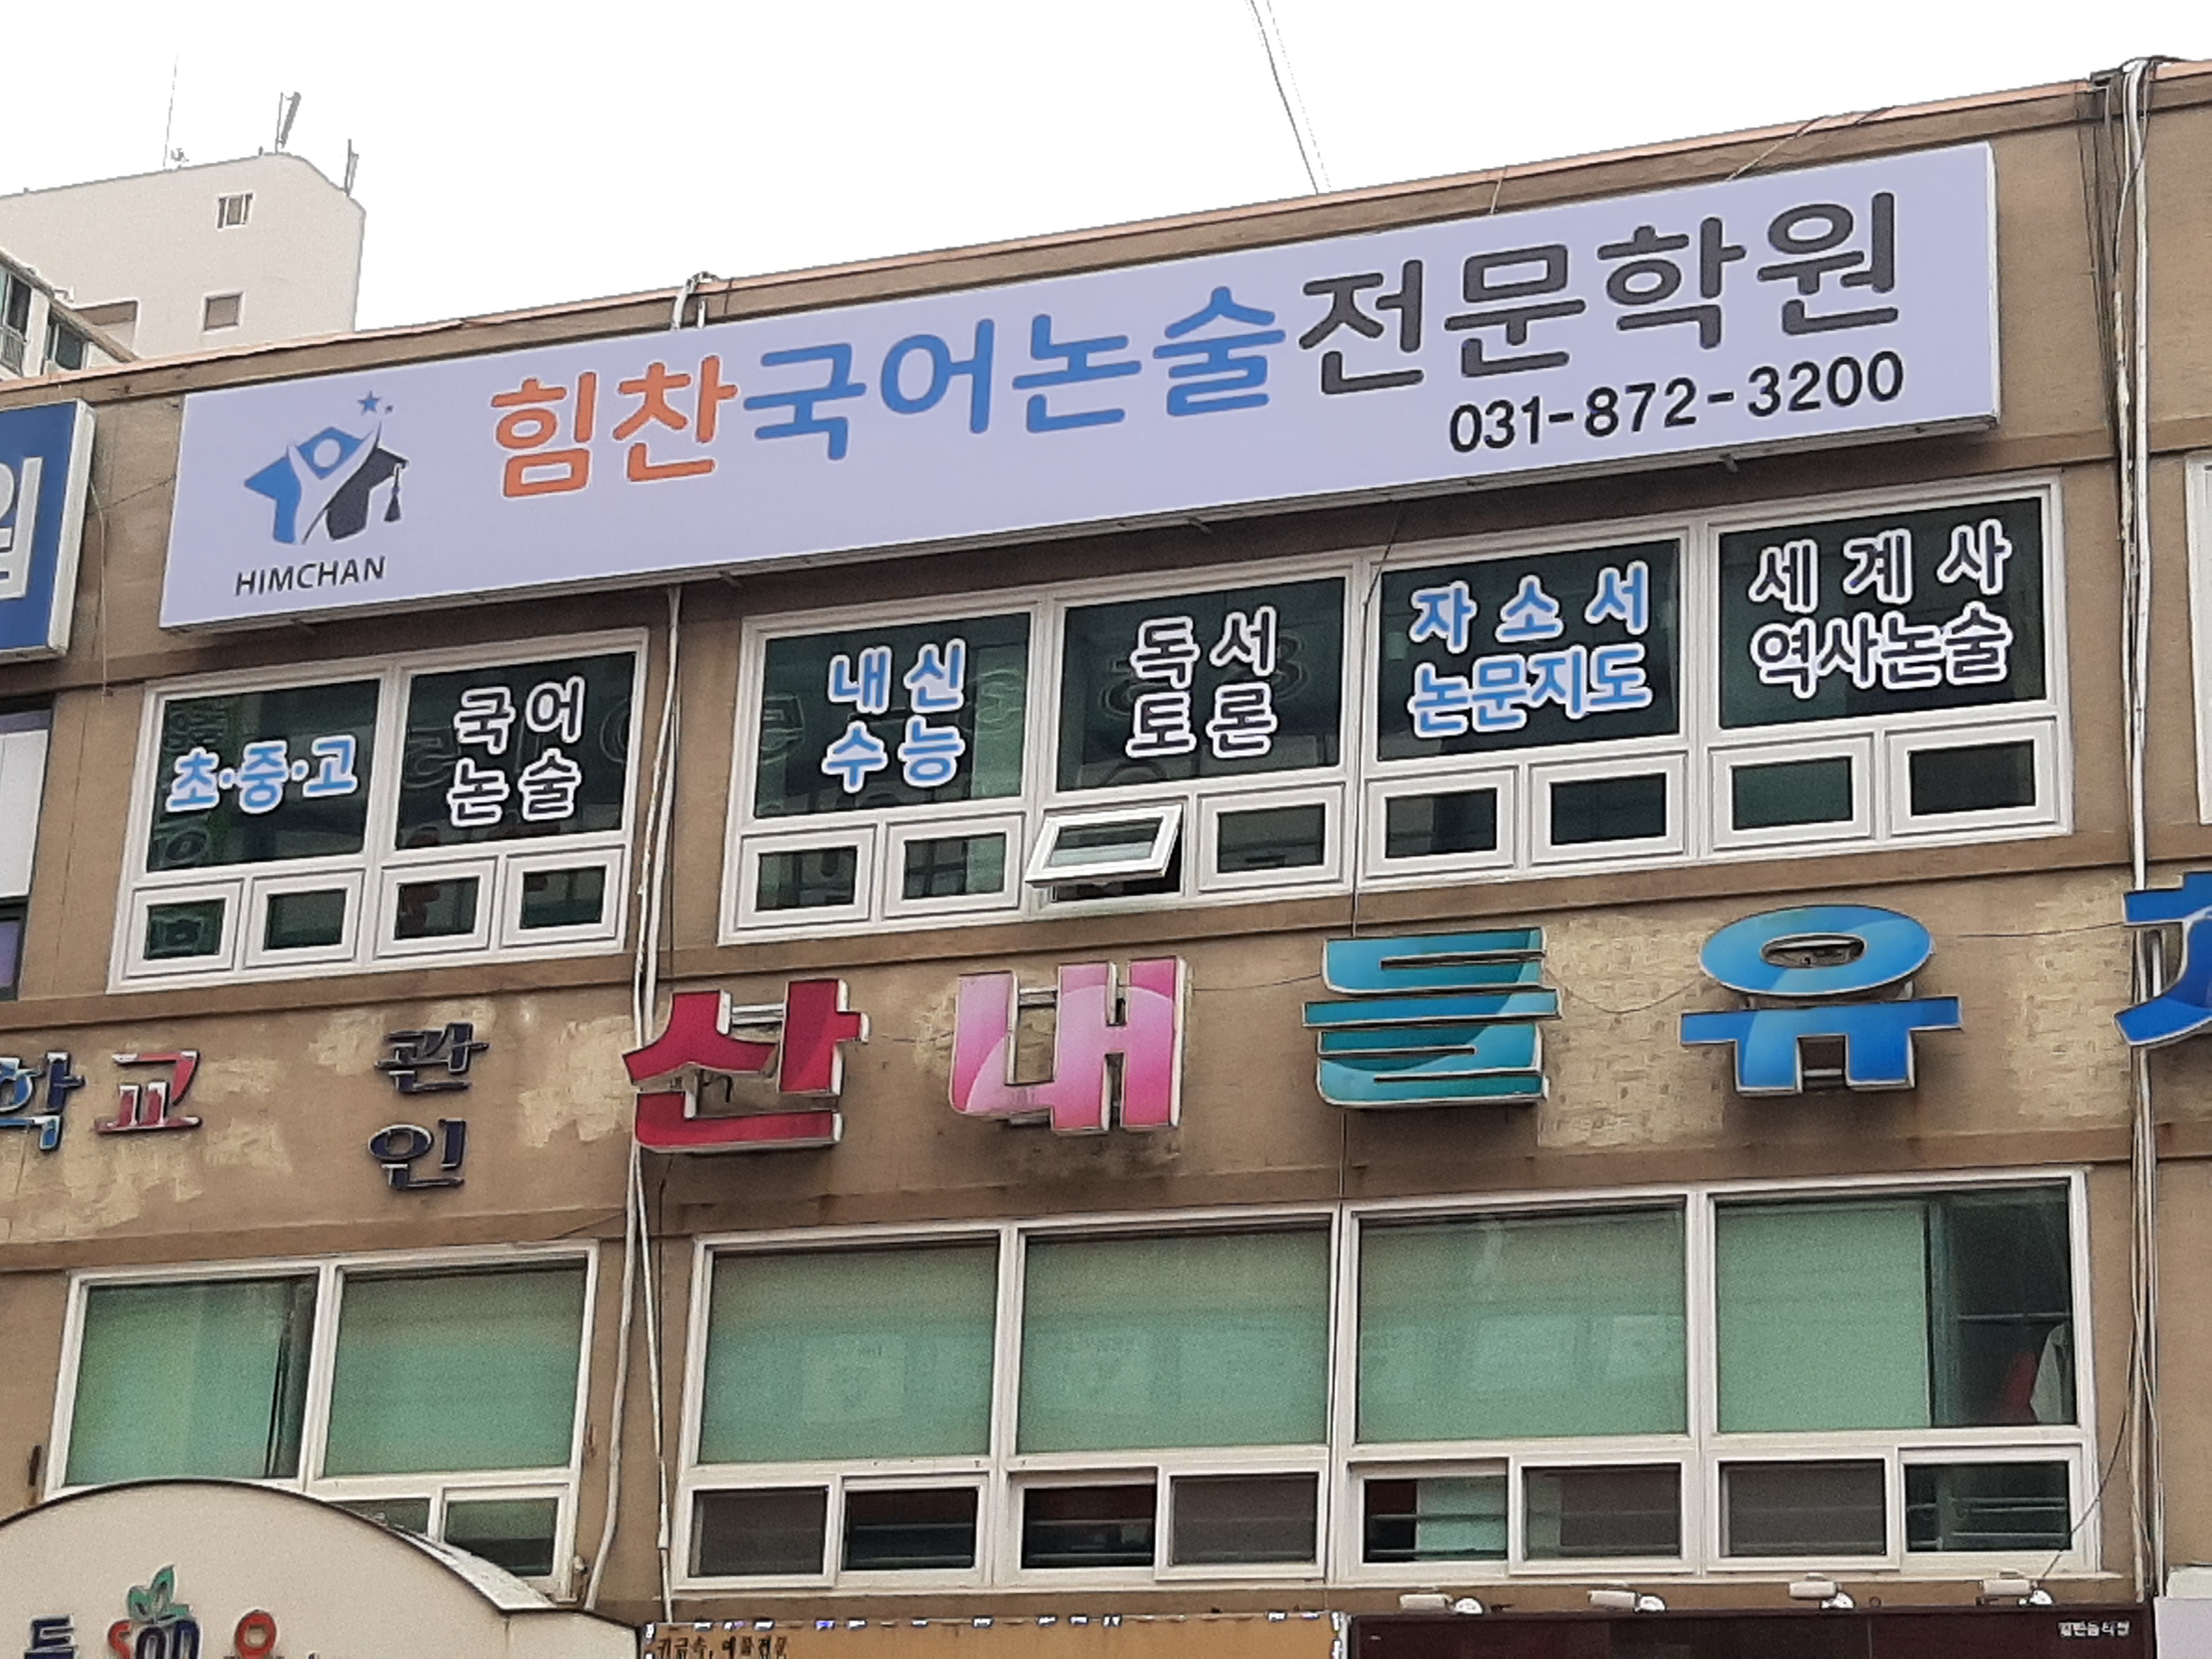 힘찬국어논술전문학원
031-872-3200
HIMCHAN
초·중·고
국어
논술
내신
수능
독서
토론
자소서
논문지도
세계사
역사논술
학교
관인
산내들유
들